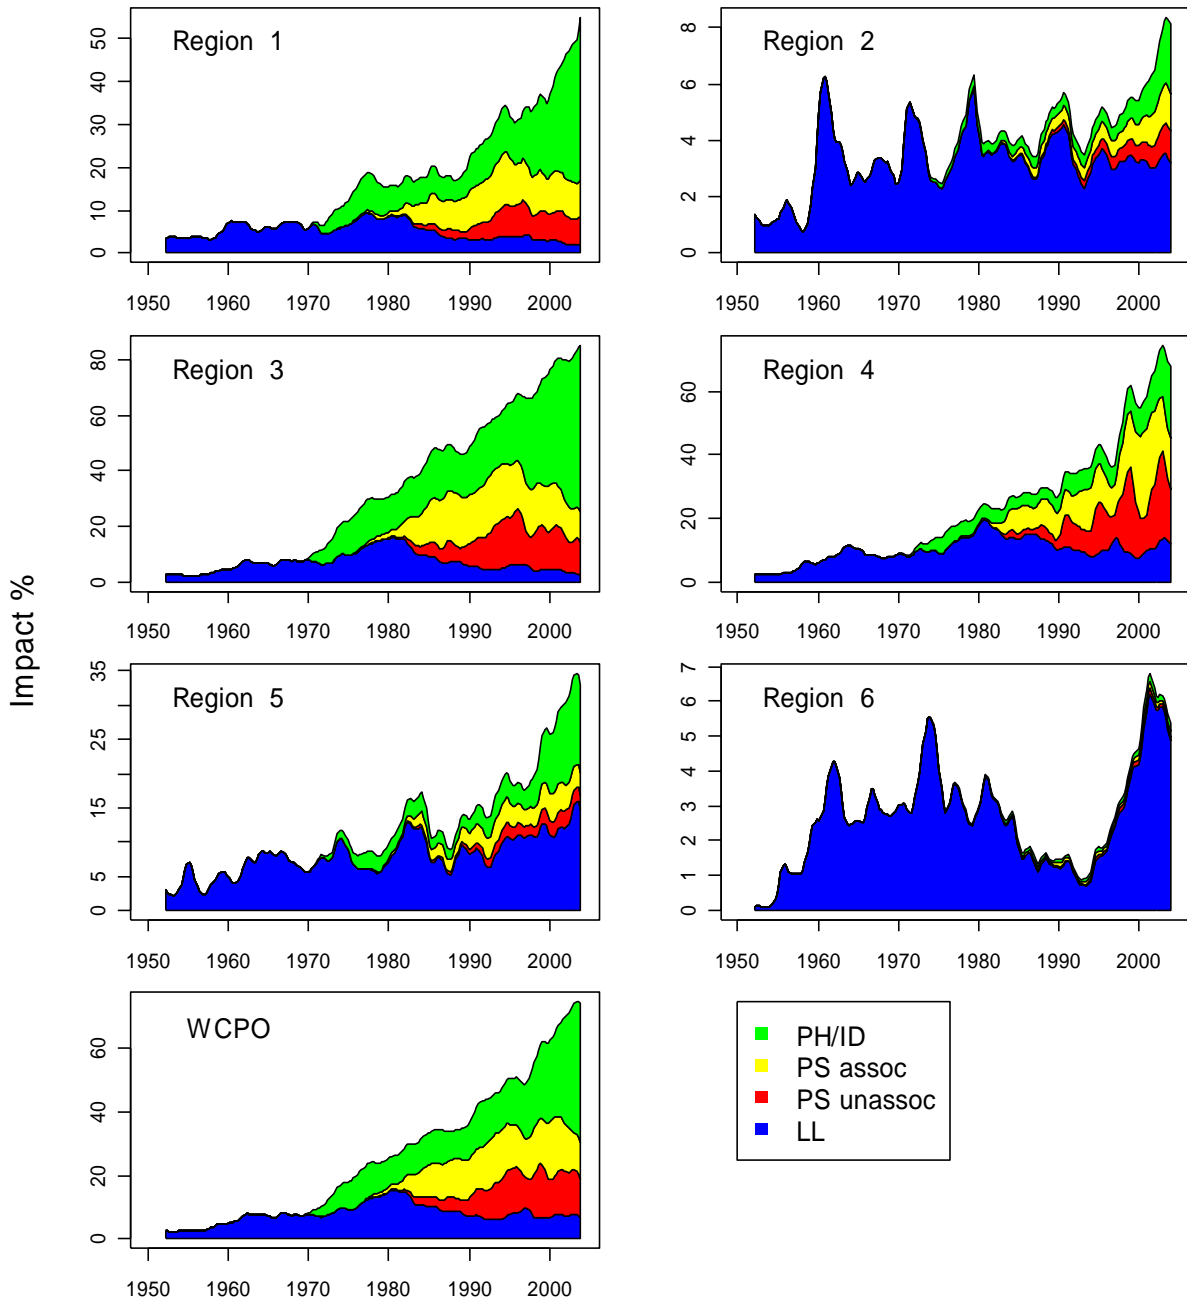 Impact %
Region 1
0 10 20 30 40 50
1950 1960 1970 1980 1990 2000
Region 2
0 2 4 6 8
1950 1960 1970 1980 1990 2000
Region 3
0 20 40 60 80
1950 1960 1970 1980 1990 2000
Region 4
0 20 40 60
1950 1960 1970 1980 1990 2000
Region 5
0 5 15 25 35
1950 1960 1970 1980 1990 2000
Region 6
0 1 2 3 4 5 6 7
1950 1960 1970 1980 1990 2000
WCPO
0 20 40 60
1950 1960 1970 1980 1990 2000
PH/ID
PS assoc
PS unassoc
LL